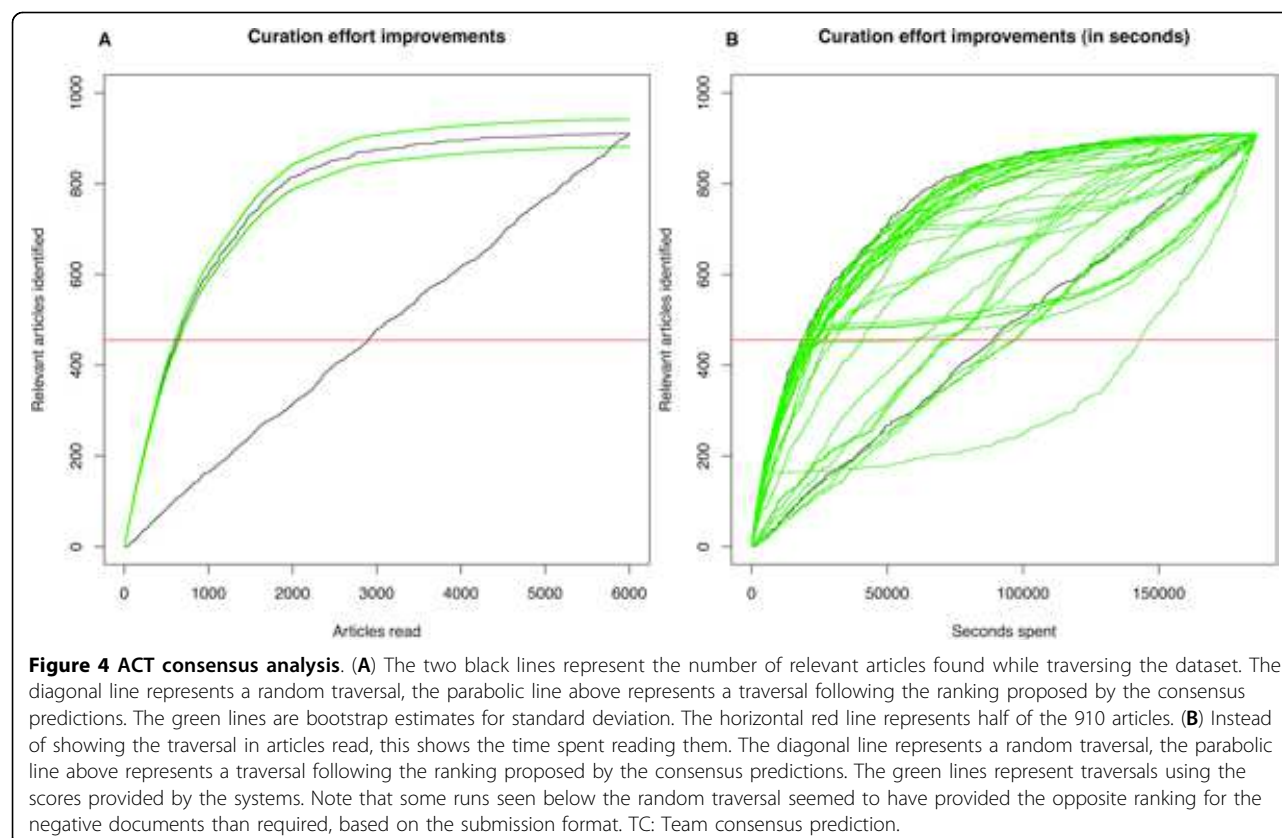 A
Curation effort improvements
Relevant articles identified
1000
800
600
400
200
0
0 1000 2000 3000 4000 5000 6000
Articles read
B
Curation effort improvements (in seconds)
Relevant articles identified
1000
800
600
400
200
0
0 50000 100000 150000
Seconds spent
Figure 4 ACT consensus analysis. (A) The two black lines represent the number of relevant articles found while traversing the dataset. The
diagonal line represents a random traversal, the parabolic line above represents a traversal following the ranking proposed by the consensus
predictions. The green lines are bootstrap estimates for standard deviation. The horizontal red line represents half of the 910 articles. (B) Instead
of showing the traversal in articles read, this shows the time spent reading them. The diagonal line represents a random traversal, the parabolic
line above represents a traversal following the ranking proposed by the consensus predictions. The green lines represent traversals using the
scores provided by the systems. Note that some runs seen below the random traversal seemed to have provided the opposite ranking for the
negative documents than required, based on the submission format. TC: Team consensus prediction.